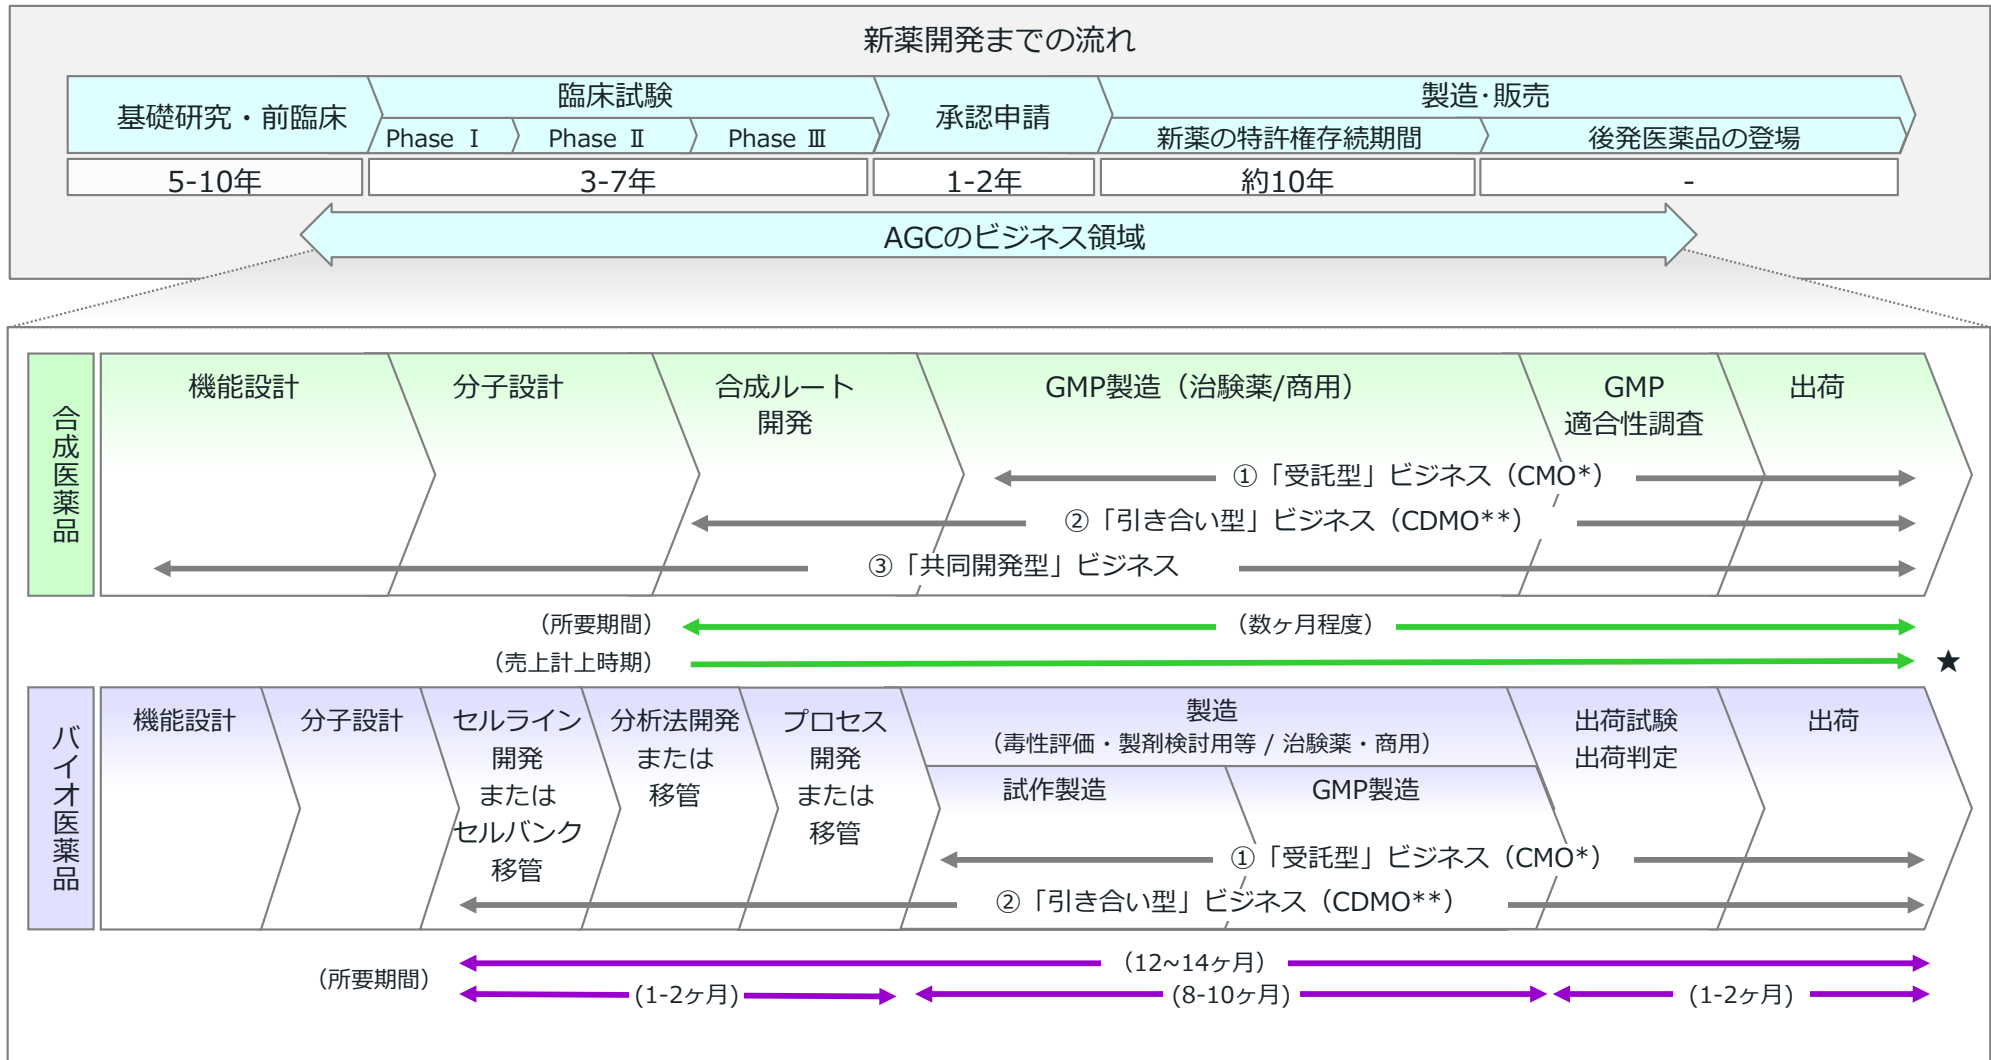 新薬開発までの流れ
基礎研究・前臨床
臨床試験
Phase Ⅰ
Phase Ⅱ
Phase Ⅲ
承認申請
製造･販売
新薬の特許権存続期間
後発医薬品の登場
5-10年
3-7年
1-2年
約10年
-
AGCのビジネス領域
合成医薬品
機能設計
分子設計
合成ルート
開発
GMP製造（治験薬/商用）
GMP
適合性調査
出荷
①「受託型」ビジネス（CMO*）
②「引き合い型」ビジネス（CDMO**）
③「共同開発型」ビジネス
（所要期間）
（数ヶ月程度）
（売上計上時期）
★
バイオ医薬品
機能設計
分子設計
セルライン
開発
または
セルバンク
移管
分析法開発
または
移管
プロセス
開発
または
移管
製造
（毒性評価・製剤検討用等 / 治験薬・商用）
試作製造
GMP製造
出荷試験
出荷判定
出荷
①「受託型」ビジネス（CMO*）
②「引き合い型」ビジネス（CDMO**）
（所要期間）
（12~14ヶ月）
(1-2ヶ月)
(8-10ヶ月)
(1-2ヶ月)